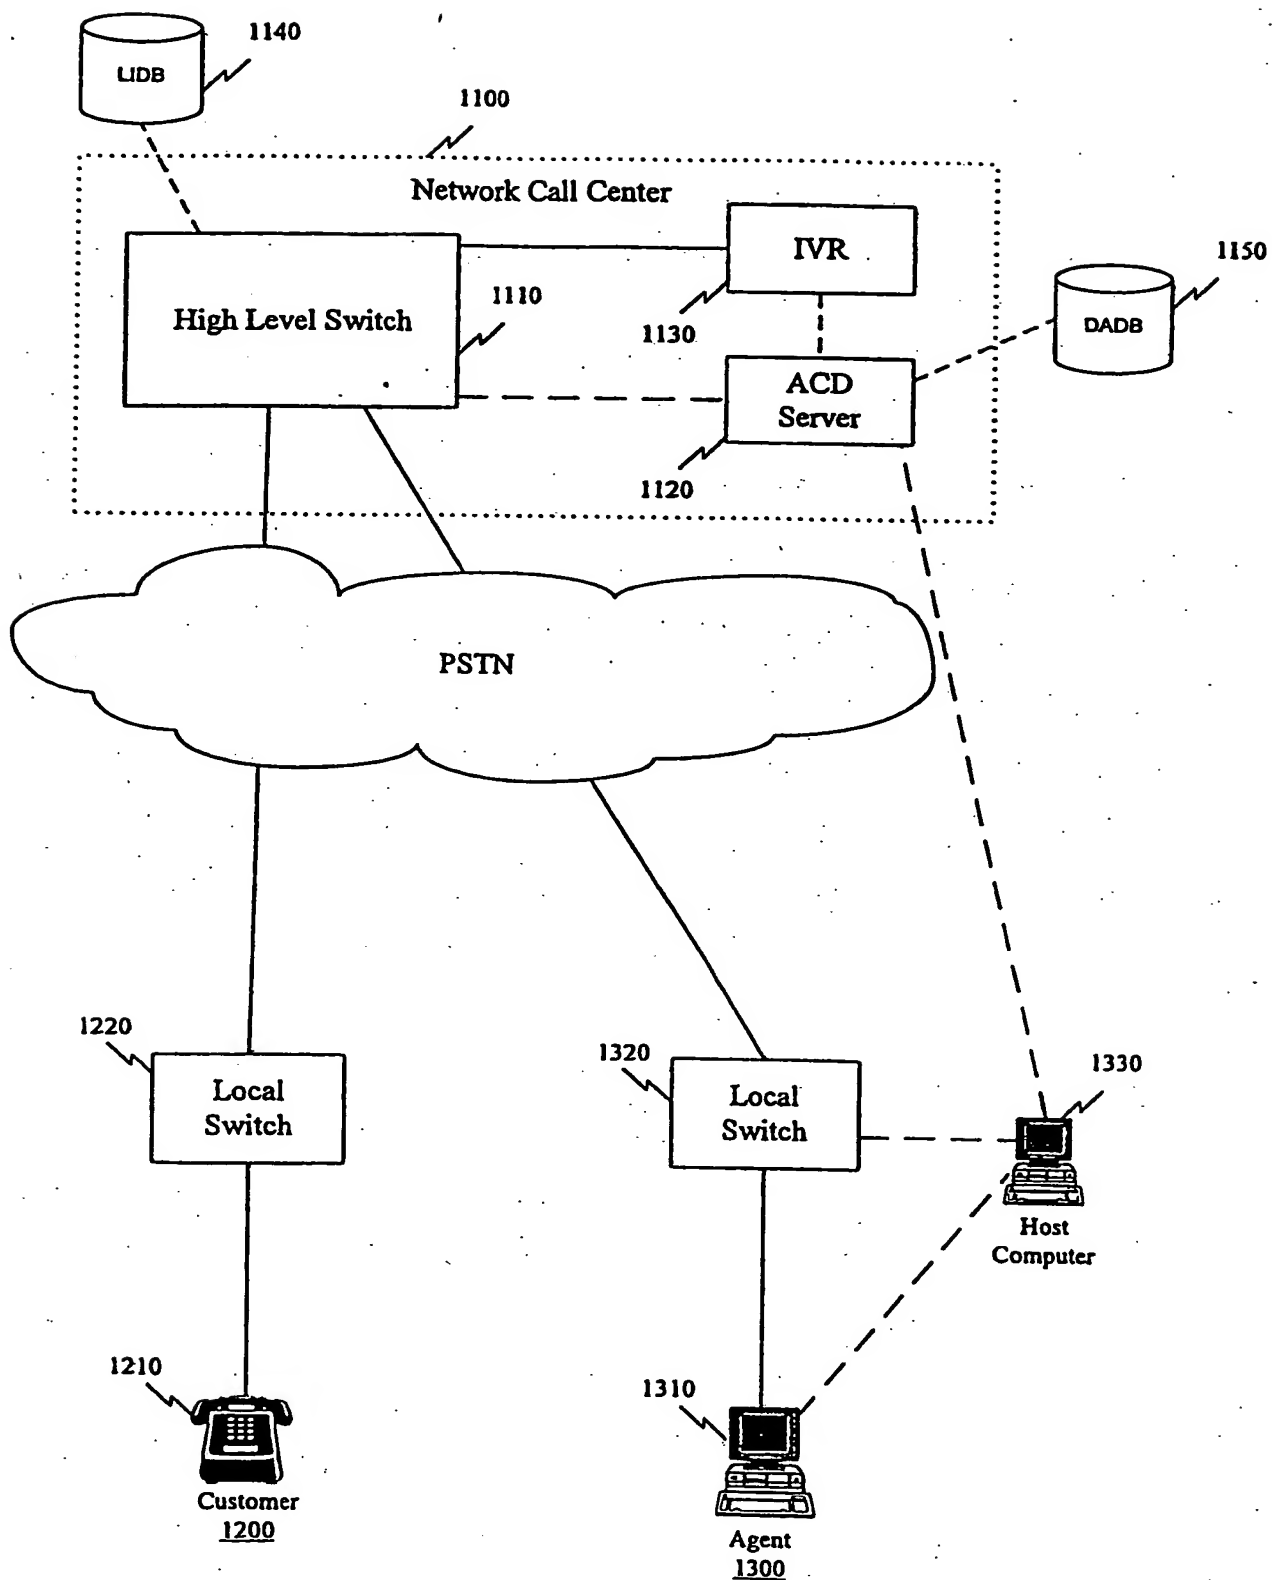 1140
LIDB
1100
Network Call Center
IVR
1150
High Level Switch
1110
DADB
1130
ACD
Server
1120
PSTN
1220
Local
Switch
1320
Local
Switch
1330
Host
Computer
1210
Customer
1200
1310
Agent
1300